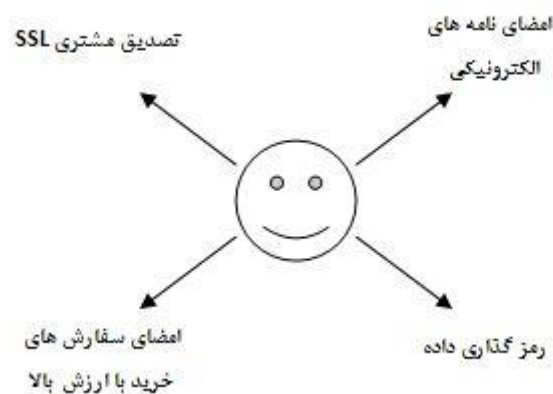 امضای نامه های
الکترونیکی
تصدیق مشتری SSL
رمز گذاری داده
امضای سفارش های
خرید با ارزش بالا